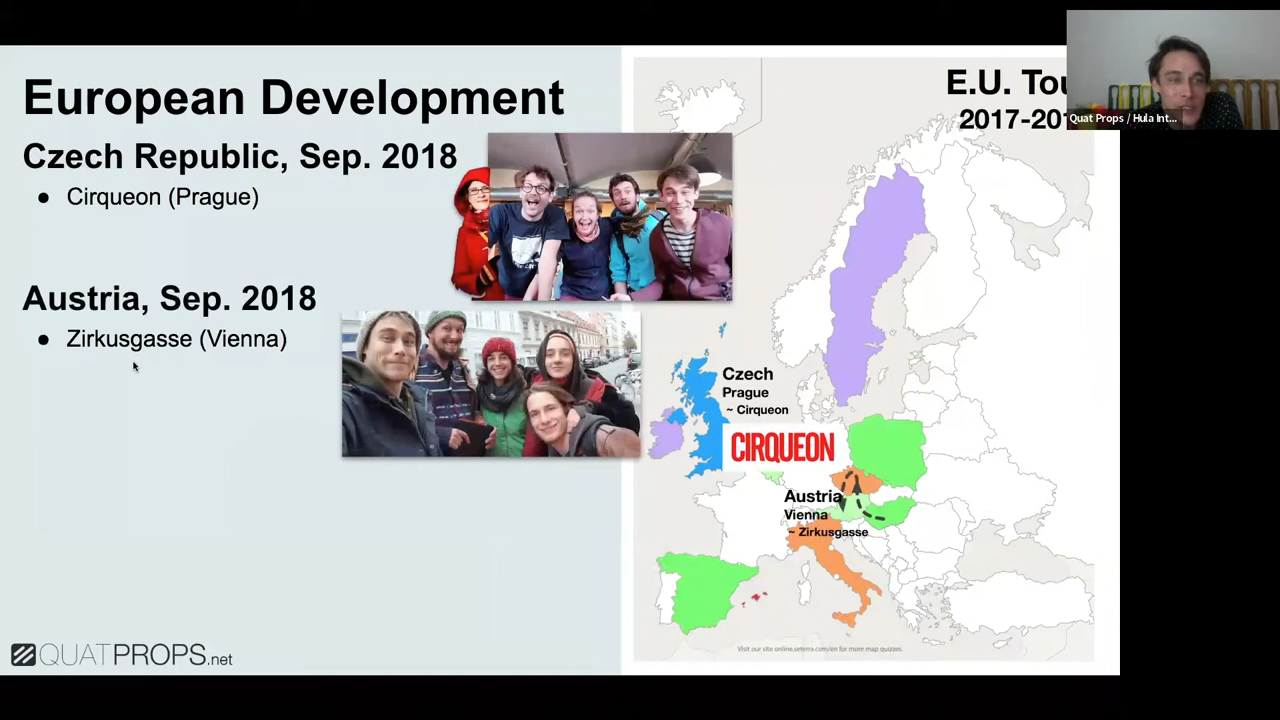 European Development
Czech Republic, Sep. 2018
● Cirqueon (Prague)
Austria, Sep. 2018
● Zirkusgasse (Vienna)
QUATPROPS.net
E.U. Tou
2017-201
Quat Props / Hula Int...
Czech
Prague
~ Cirqueon
CIRQUEON
Austria
Vienna
~ Zirkusgasse
Visit our site online.seterra.com/en for more map quizzes.